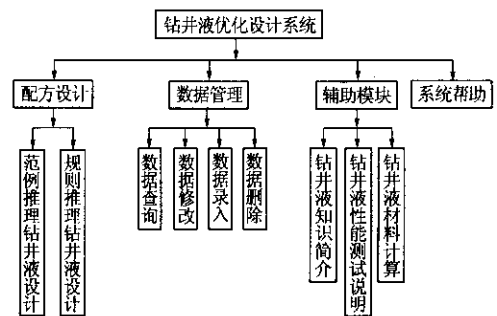 钻井液优化设计系统
配方设计
数据管理
辅助模块
系统帮助
范例推理钻井液设计
规则推理钻井液设计
数据查询
数据修改
数据录入
数据删除
钻井液知识简介
钻井液性能测试说明
钻井液材料计算